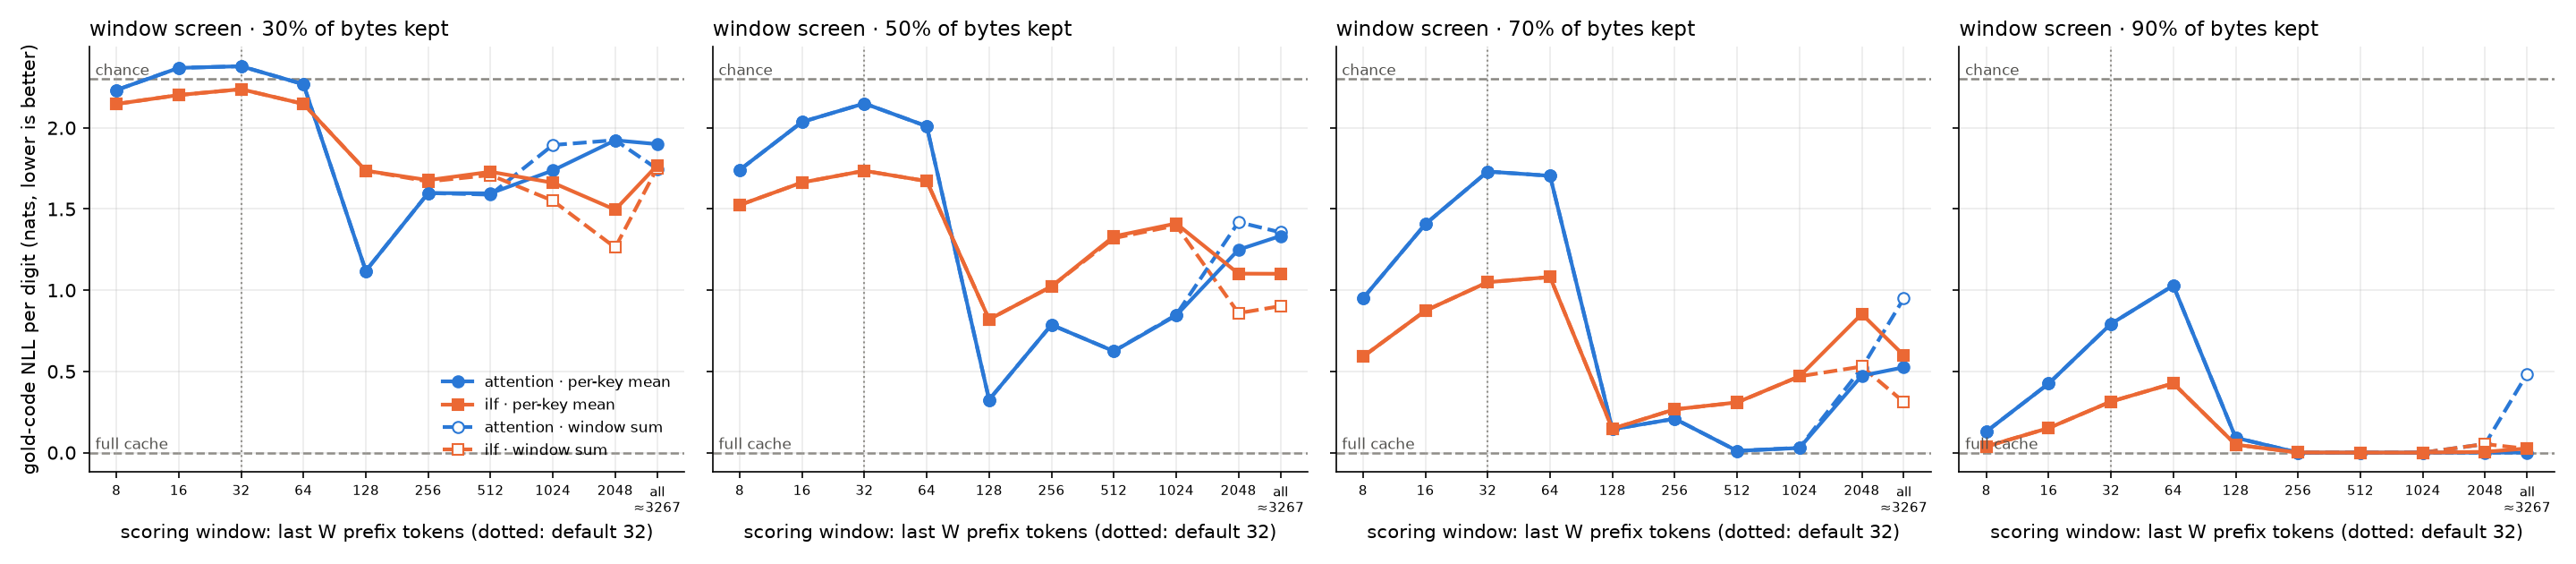 window screen · 30% of bytes kept
window screen · 50% of bytes kept
window screen · 70% of bytes kept
window screen · 90% of bytes kept
gold-code NLL per digit (nats, lower is better)
2.0
1.5
1.0
0.5
0.0
chance
full cache
attention · per-key mean
ilf · per-key mean
attention · window sum
ilf · window sum
8 16 32 64 128 256 512 1024 2048 all
≈3267
scoring window: last W prefix tokens (dotted: default 32)
chance
full cache
8 16 32 64 128 256 512 1024 2048 all
≈3267
scoring window: last W prefix tokens (dotted: default 32)
chance
full cache
8 16 32 64 128 256 512 1024 2048 all
≈3267
scoring window: last W prefix tokens (dotted: default 32)
chance
full cache
8 16 32 64 128 256 512 1024 2048 all
≈3267
scoring window: last W prefix tokens (dotted: default 32)